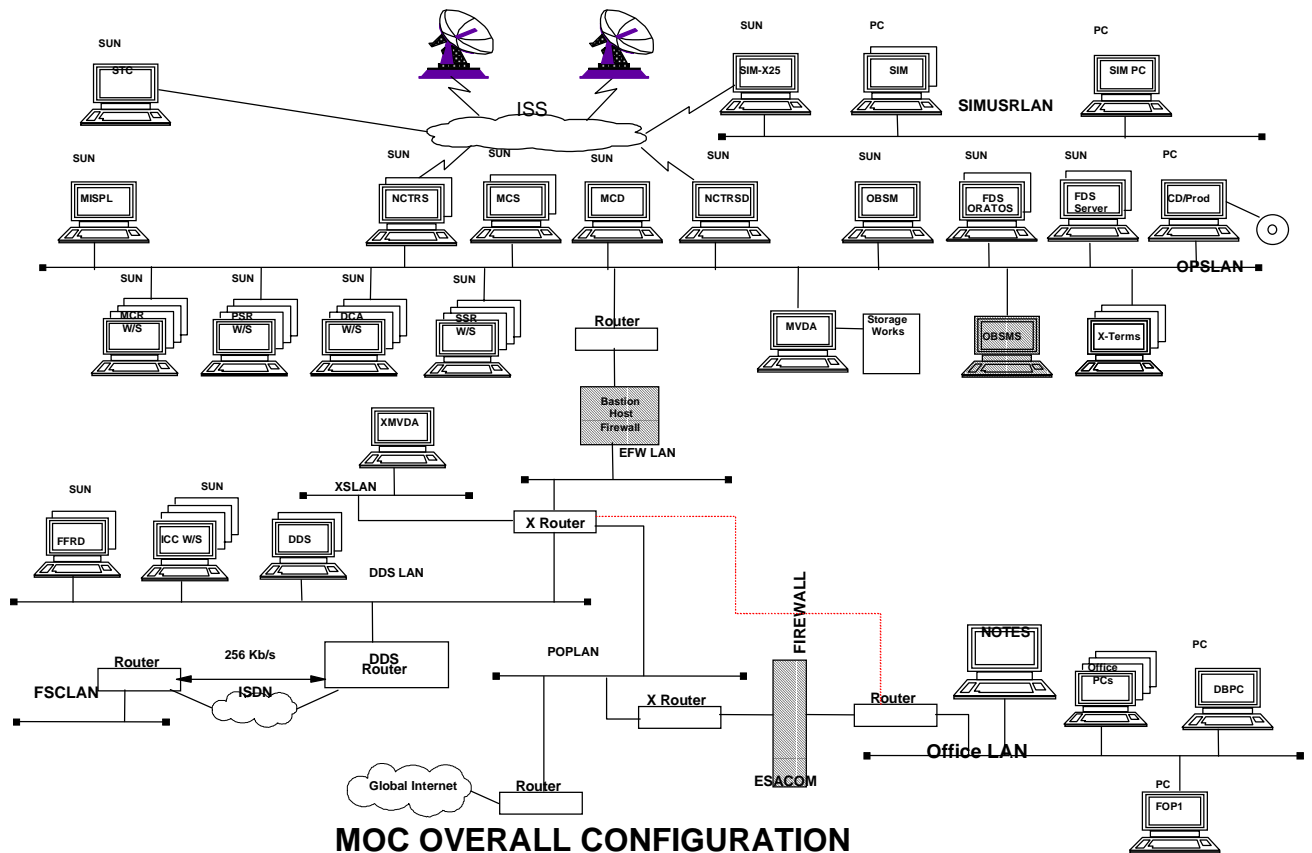 SUN
PC
PC
SUN
STC
SIM-X25
SIM
SIM PC
ISS
SIMUSRLAN
SUN
SUN
SUN
SUN
SUN
SUN
SUN
SUN
PC
MISPL
NCTRS
MCS
MCD
NCTRSD
OBSM
FDS
ORATOS
FDS
Server
CD/Prod
OPSLAN
SUN
SUN
SUN
SUN
MCR
W/S
PSR
W/S
DCA
W/S
SSR
W/S
Router
MVDA
Storage
Works
OBSMS
X-Terms
Bastion
Host
Firewall
XMVDA
EFW LAN
XSLAN
SUN
SUN
X Router
FFRD
ICC W/S
DDS
DDS LAN
FIREWALL
NOTES
PC
Router
256 Kb/s
DDS
Router
POPLAN
Office
PCs
DBPC
FSCLAN
ISDN
X Router
Router
Office LAN
Global Internet
Router
ESACOM
PC
FOP1
MOC OVERALL CONFIGURATION